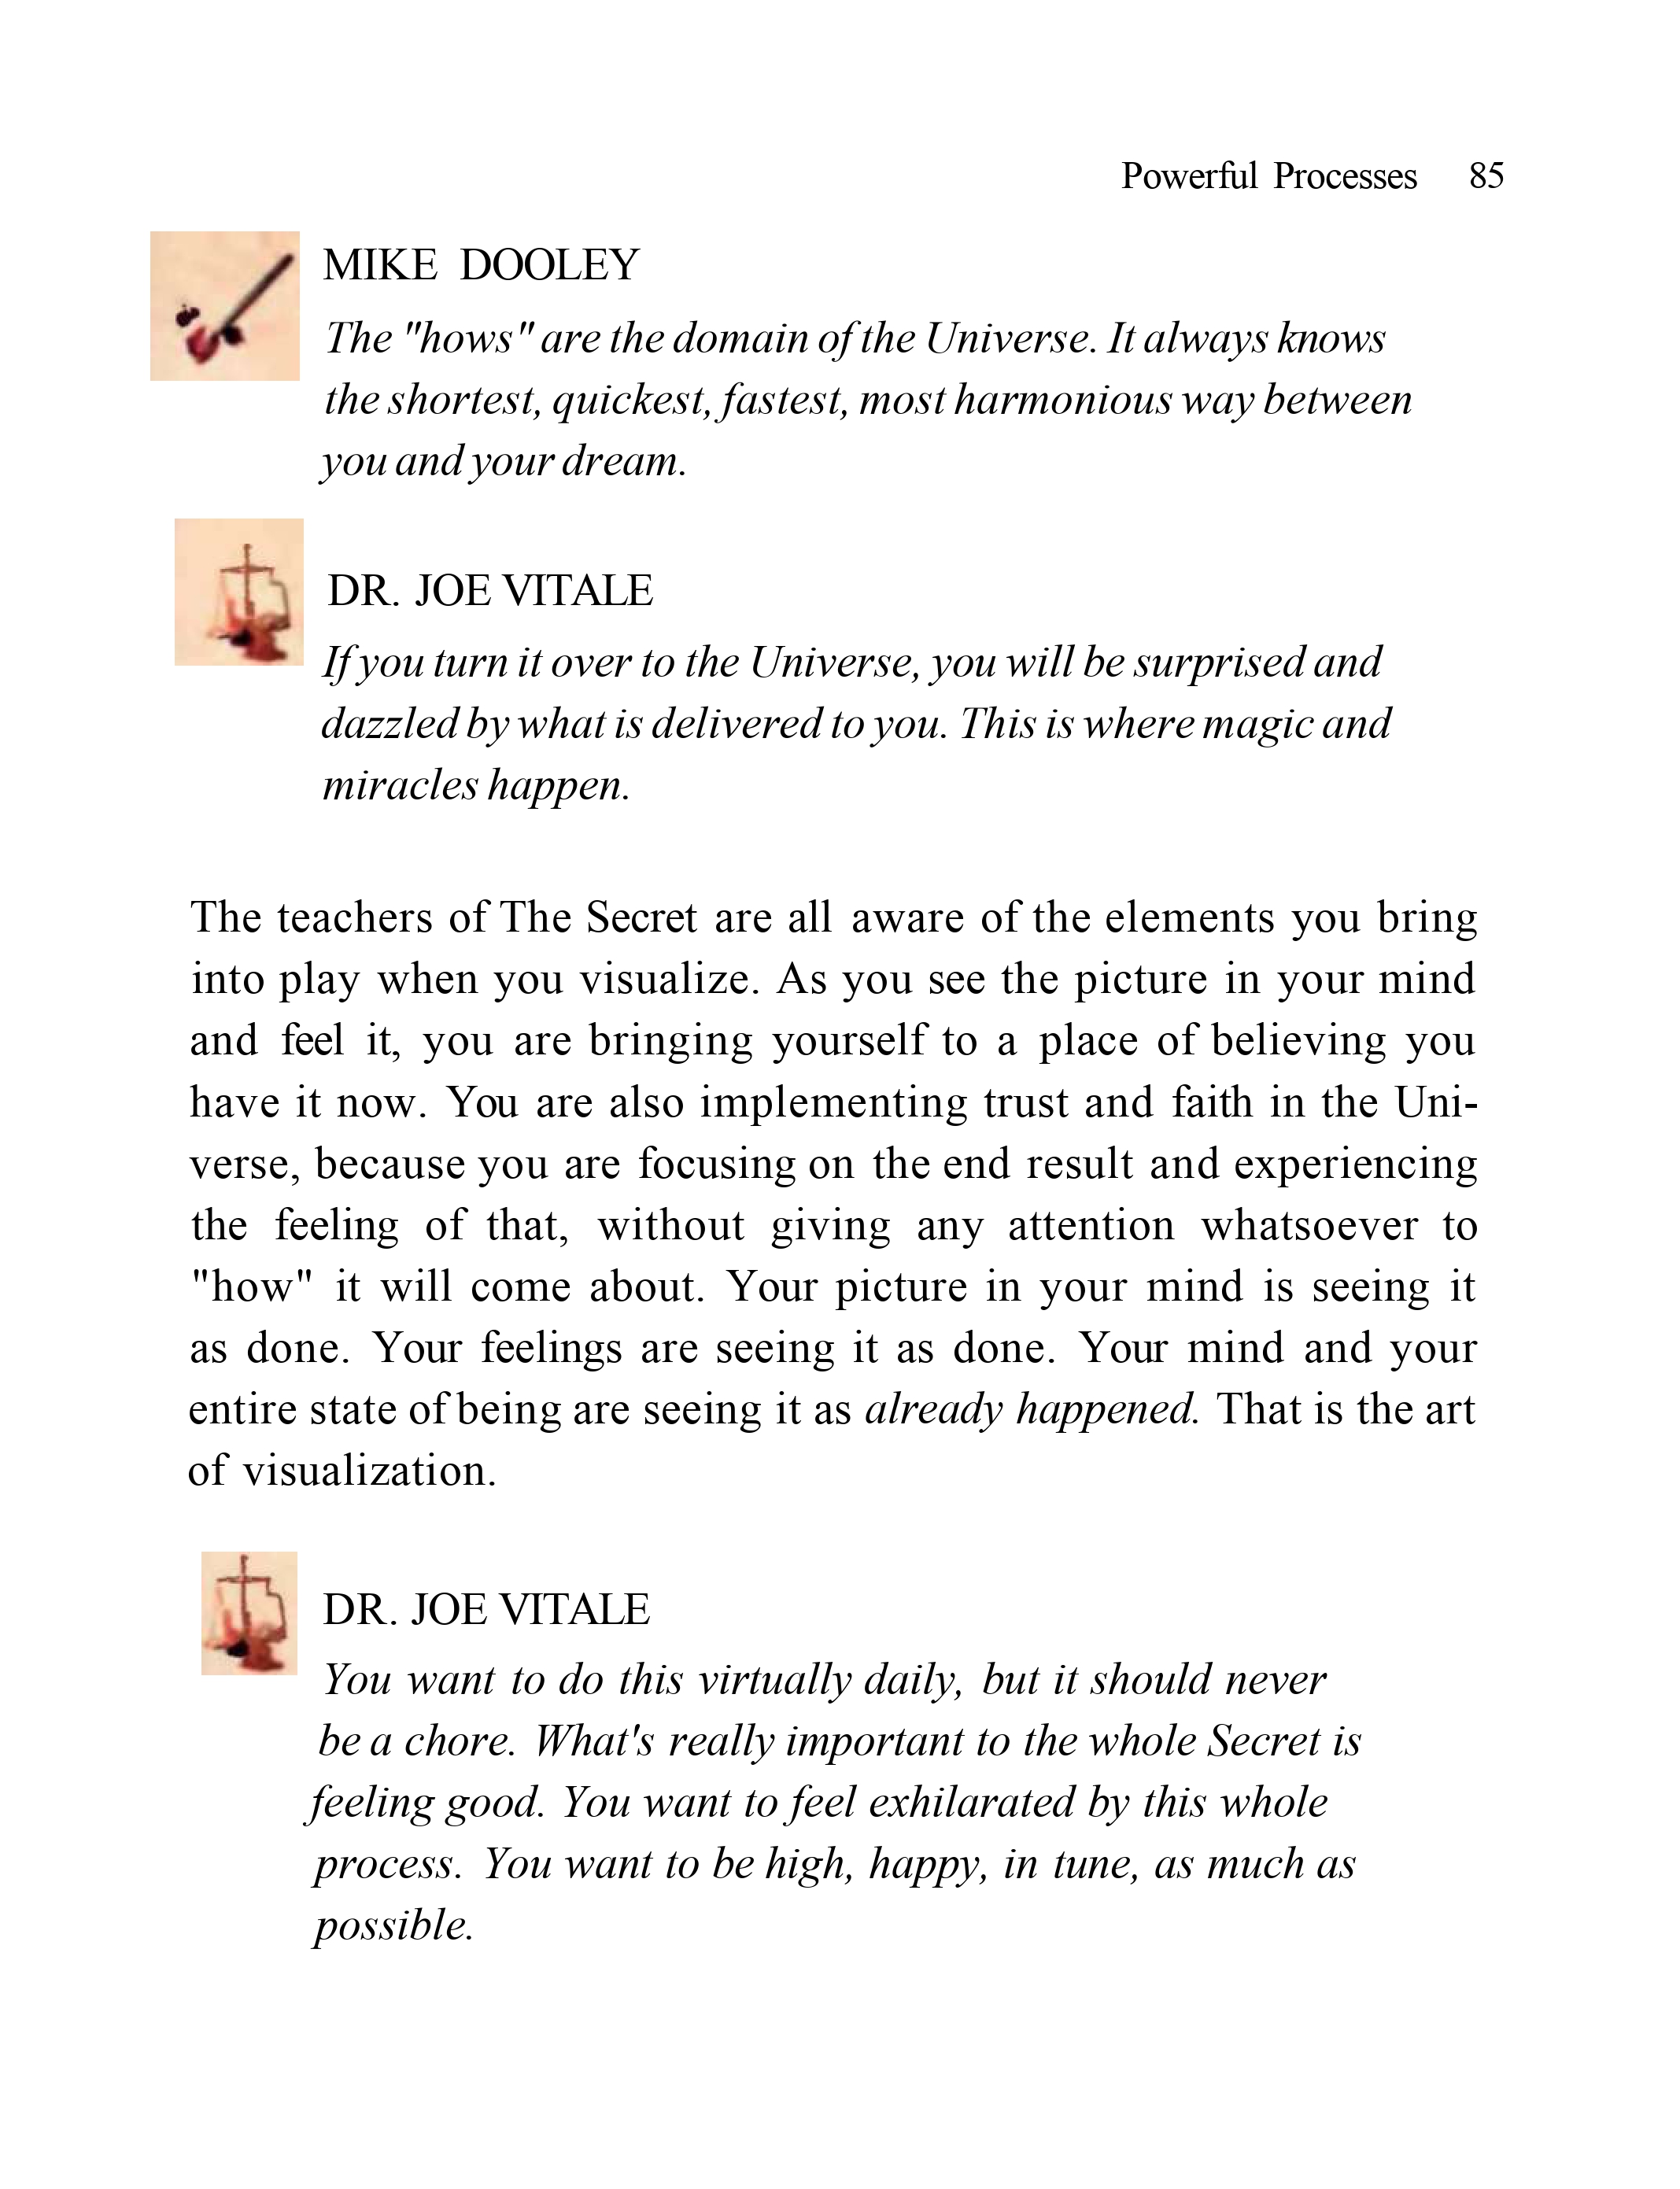 Powerful Processes 85
MIKE DOOLEY
The "hows" are the domain of the Universe. It always knows
the shortest, quickest, fastest, most harmonious way between
you and your dream.
DR. JOE VITALE
If you turn it over to the Universe, you will be surprised and
dazzled by what is delivered to you. This is where magic and
miracles happen.
The teachers of The Secret are all aware of the elements you bring
into play when you visualize. As you see the picture in your mind
and feel it, you are bringing yourself to a place of believing you
have it now. You are also implementing trust and faith in the Uni-
verse, because you are focusing on the end result and experiencing
the feeling of that, without giving any attention whatsoever to
"how" it will come about. Your picture in your mind is seeing it
as done. Your feelings are seeing it as done. Your mind and your
entire state of being are seeing it as already happened. That is the art
of visualization.
DR. JOE VITALE
You want to do this virtually daily, but it should never
be a chore. What's really important to the whole Secret is
feeling good. You want to feel exhilarated by this whole
process. You want to be high, happy, in tune, as much as
possible.